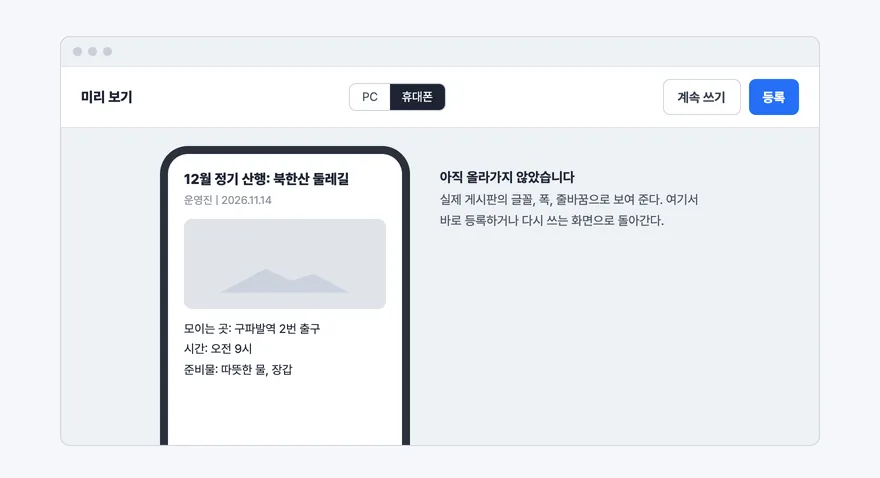 미리 보기
PC
휴대폰
계속 쓰기
등록
12월 정기 산행: 북한산 둘레길
운영진 | 2026.11.14
모이는 곳: 구파발역 2번 출구
시간: 오전 9시
준비물: 따뜻한 물, 장갑
아직 올라가지 않았습니다
실제 게시판의 글꼴, 폭, 줄바꿈으로 보여 준다. 여기서
바로 등록하거나 다시 쓰는 화면으로 돌아간다.